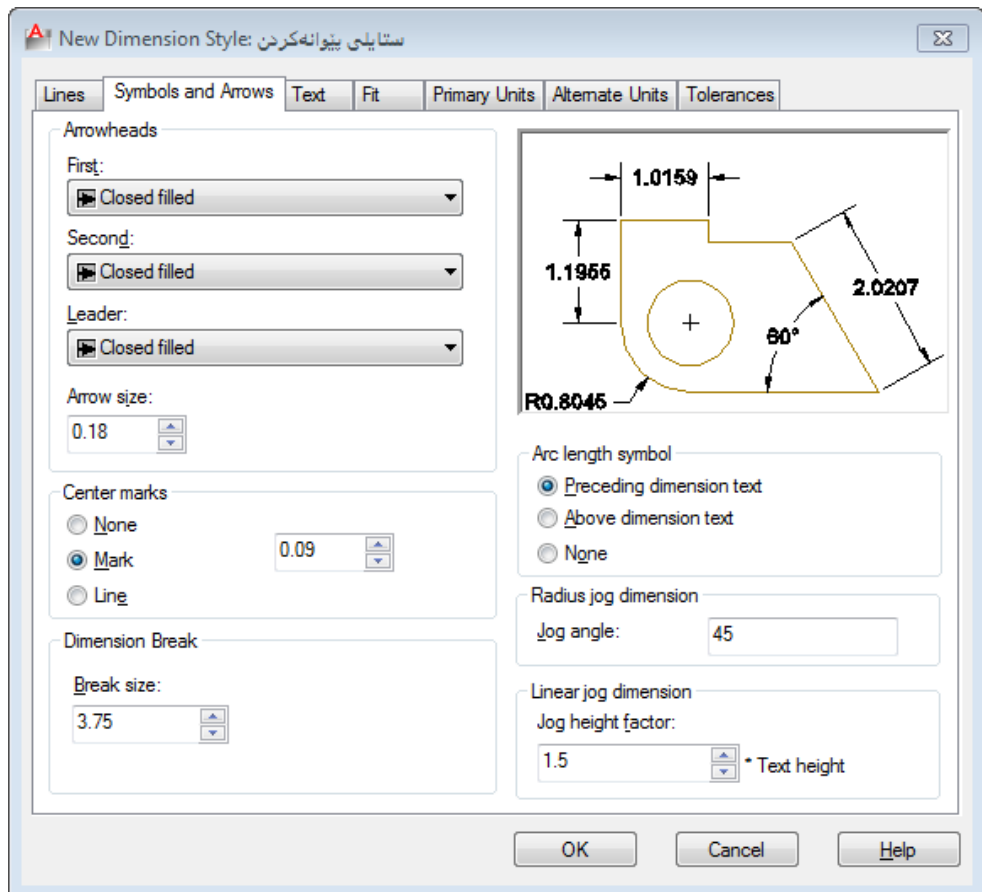 New Dimension Style: ستایلی پێوانەکردن
Lines Symbols and Arrows Text Fit Primary Units Alternate Units Tolerances
Arrowheads
First:
Closed filled
Second:
Closed filled
Leader:
Closed filled
Arrow size:
0.18
Center marks
None
Mark
0.09
Line
Dimension Break
Break size:
3.75
1.0159
1.1955
2.0207
60°
R0.8045
Arc length symbol
Preceding dimension text
Above dimension text
None
Radius jog dimension
Jog angle: 45
Linear jog dimension
Jog height factor:
1.5 * Text height
OK Cancel Help